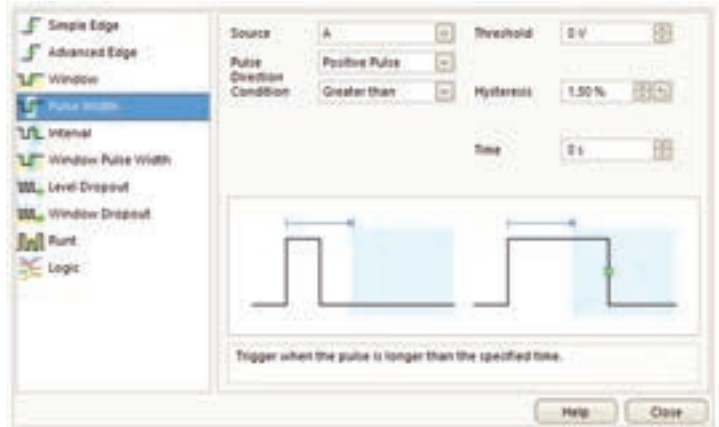 Simple Edge
Advanced Edge
Window
Pulse Width
Interval
Window Pulse Width
Level Dropout
Window Dropout
Runt
Logic
Source A
Threshold 0 V
Pulse Direction Positive Pulse
Condition Greater than
Hysteresis 1.50 %
Time 0 s
Trigger when the pulse is longer than the specified time.
Help Close